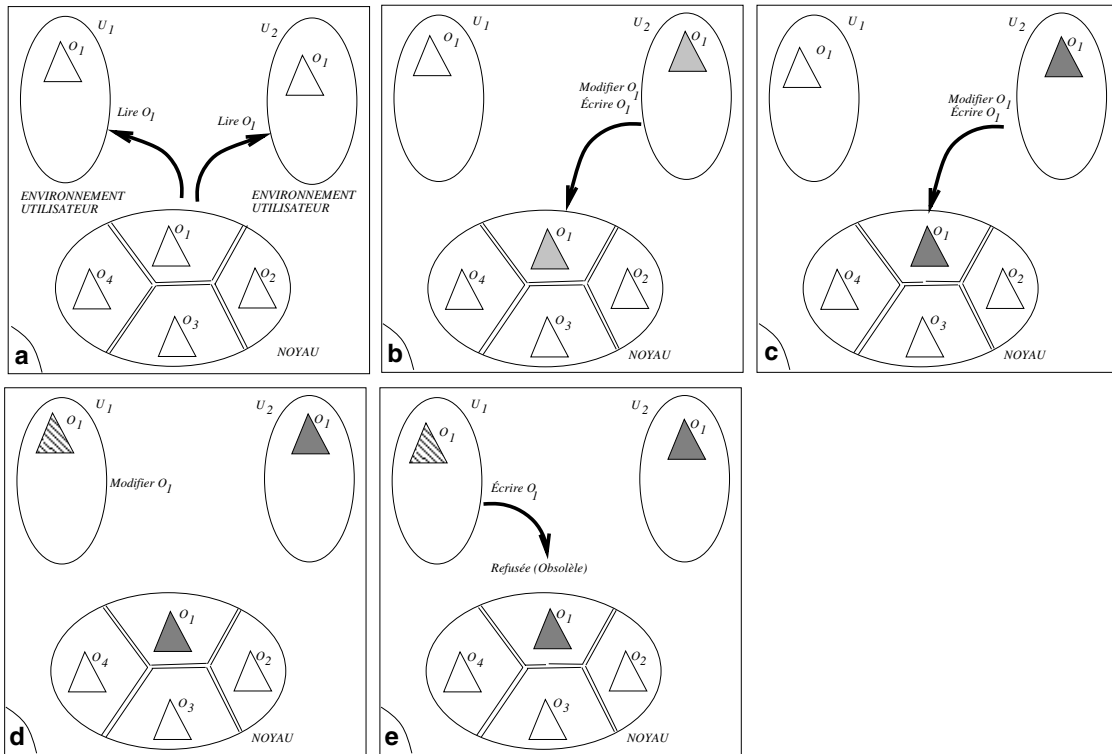 U1
O1
U2
O1
Lire O1
Lire O1
ENVIRONNEMENT
UTILISATEUR
ENVIRONNEMENT
UTILISATEUR
O1
O4
O2
O3
NOYAU
a
U1
O1
U2
O1
Modifier O1
Écrire O1
O1
O4
O2
O3
NOYAU
b
U1
O1
U2
O1
Modifier O1
Écrire O1
O1
O4
O2
O3
NOYAU
c
U1
O1
U2
O1
Modifier O1
O1
O4
O2
O3
NOYAU
d
U1
O1
U2
O1
Écrire O1
Refusée (Obsolèle)
O1
O4
O2
O3
NOYAU
e